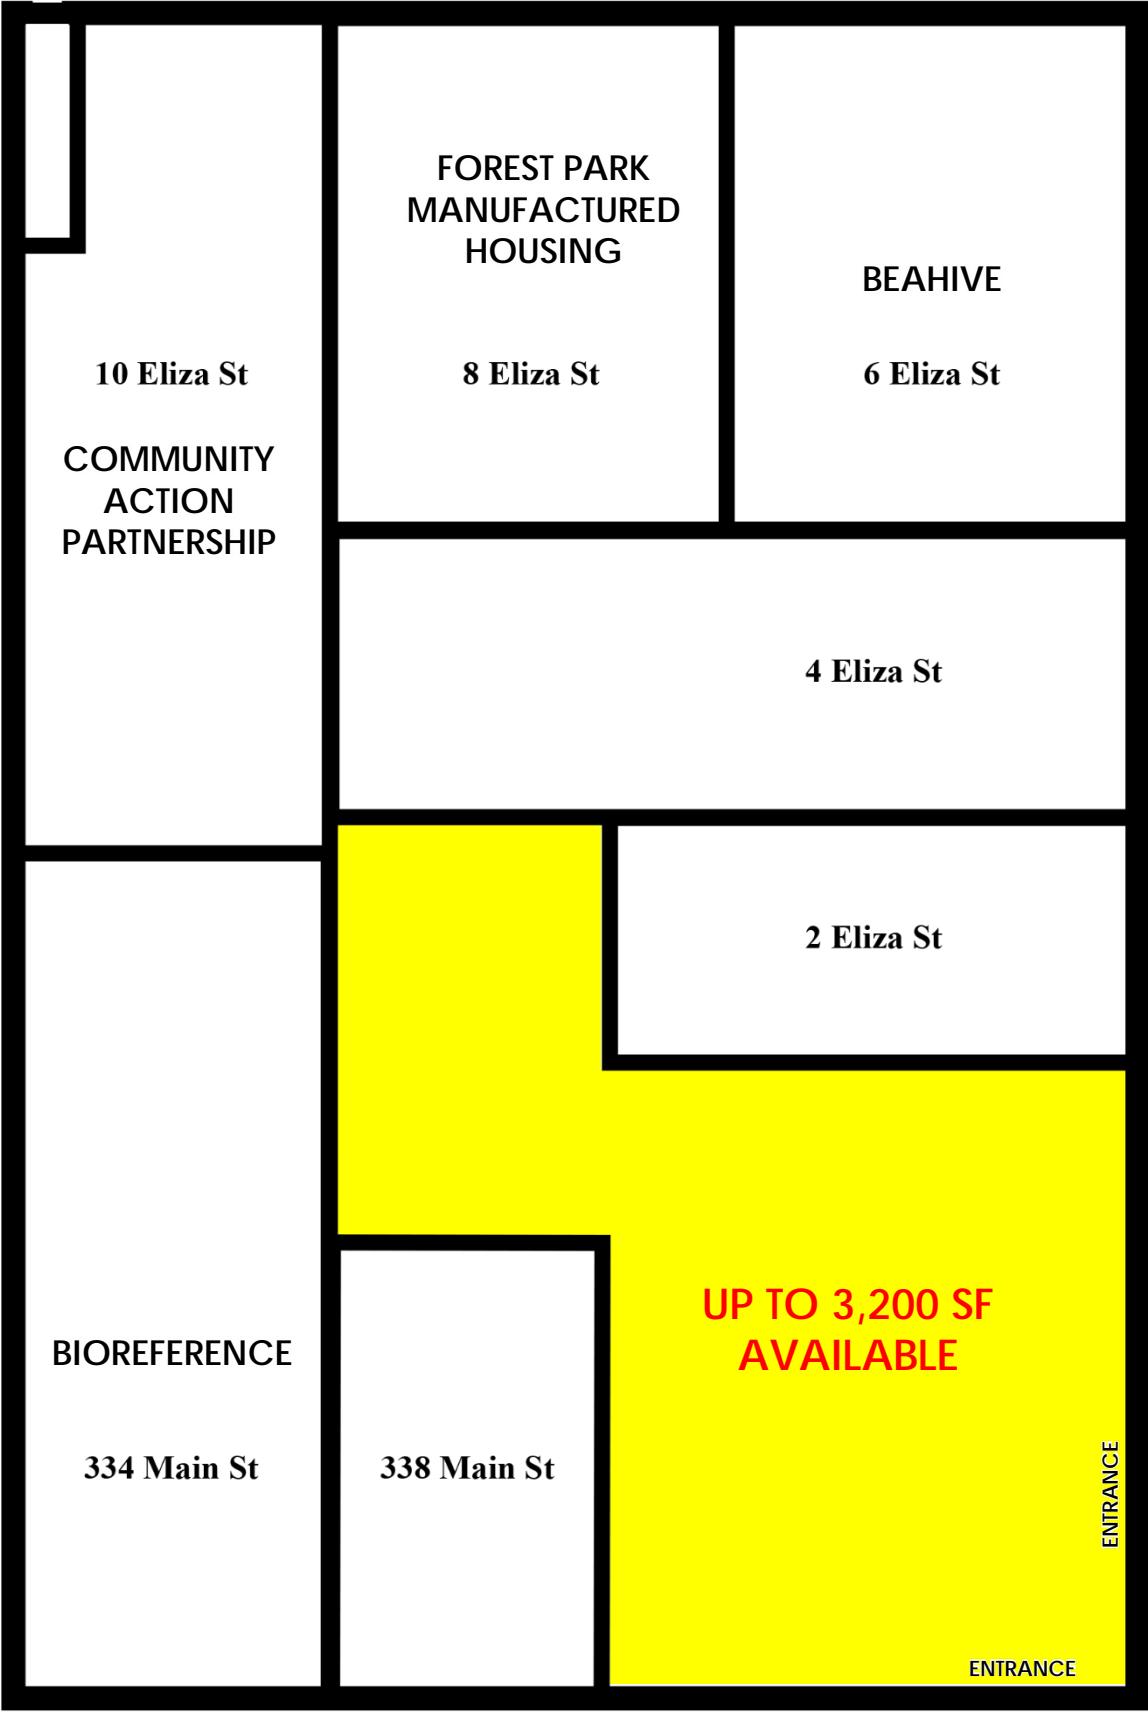 FOREST PARK
MANUFACTURED
HOUSING
8 Eliza St
BEAHIVE
6 Eliza St
10 Eliza St
COMMUNITY
ACTION
PARTNERSHIP
4 Eliza St
2 Eliza St
BIOREFERENCE
334 Main St
338 Main St
UP TO 3,200 SF
AVAILABLE
ENTRANCE
ENTRANCE